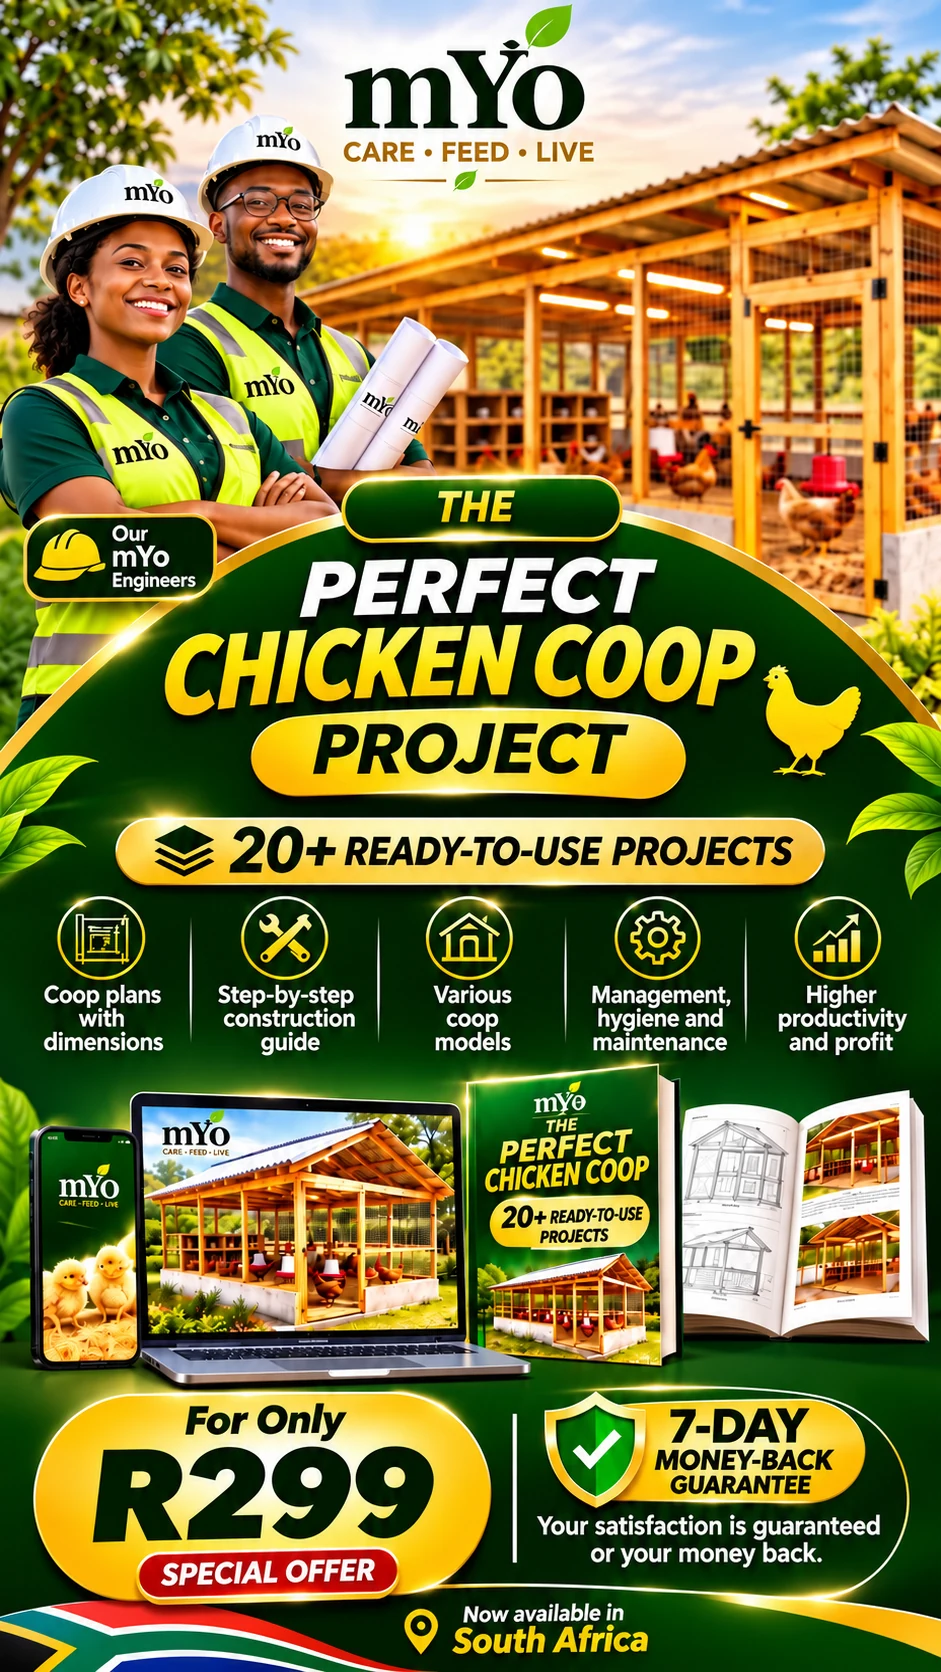 mYo
CARE • FEED • LIVE
mYo
mYo
mYo
mYo
mYo
Our
mYo
Engineers
THE
PERFECT
CHICKEN COOP
PROJECT
20+ READY-TO-USE PROJECTS
Coop plans
with
dimensions
Step-by-step
construction
guide
Various
coop
models
Management,
hygiene and
maintenance
Higher
productivity
and profit
mYo
CARE • FEED • LIVE
mYo
CARE • FEED • LIVE
mYo
THE
PERFECT
CHICKEN COOP
20+ READY-TO-USE
PROJECTS
For Only
R299
SPECIAL OFFER
7-DAY
MONEY-BACK
GUARANTEE
Your satisfaction is guaranteed
or your money back.
Now available in
South Africa